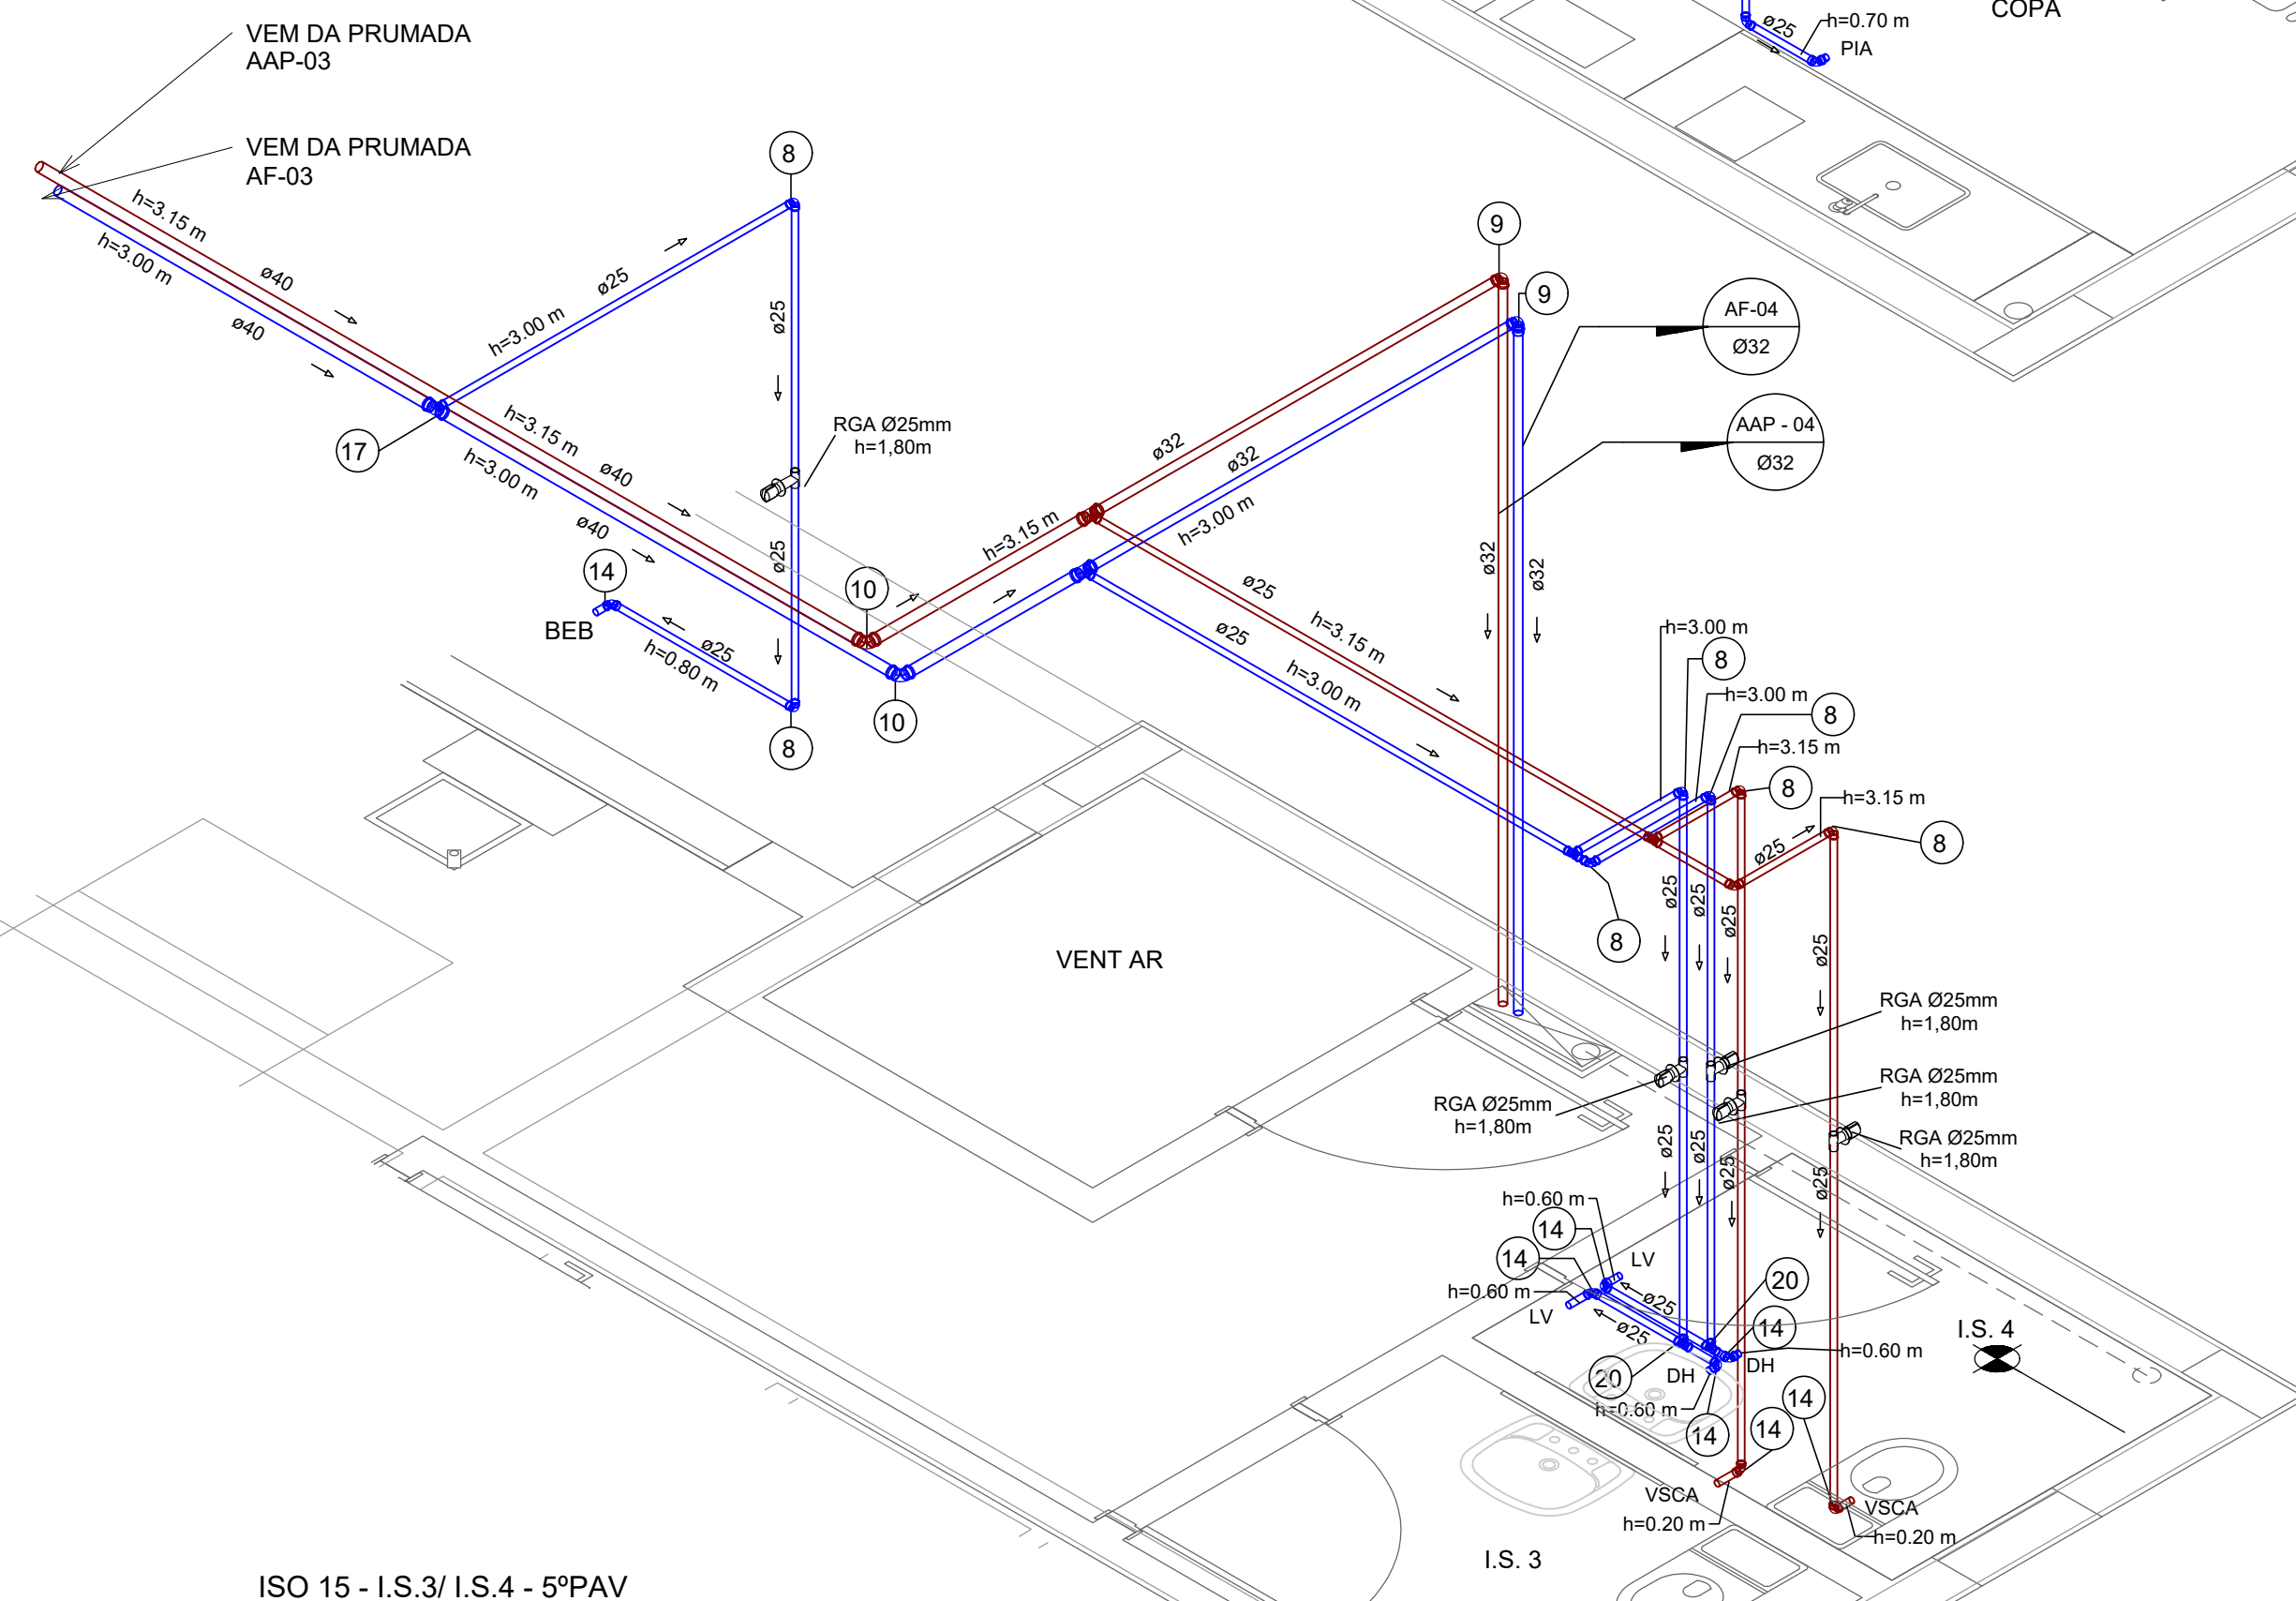 VEM DA PRUMADA
AAP-03
VEM DA PRUMADA
AF-03
COPA
ø25
h=0.70 m
PIA
8
h=3.15 m
h=3.00 m
ø40
ø40
ø25
h=3.00 m
ø25
17
RGA Ø25mm
h=1,80m
h=3.15 m
ø40
h=3.00 m
ø40
ø25
14
BEB
ø25
h=0.80 m
8
10
10
9
9
AF-04
Ø32
AAP - 04
Ø32
ø32
ø32
h=3.15 m
h=3.00 m
ø32
ø32
ø25
h=3.15 m
ø25
h=3.00 m
h=3.00 m
8
h=3.00 m
8
h=3.15 m
8
h=3.15 m
8
ø25
8
ø25
ø25
ø25
ø25
VENT AR
RGA Ø25mm
h=1,80m
RGA Ø25mm
h=1,80m
RGA Ø25mm
h=1,80m
RGA Ø25mm
h=1,80m
ø25
ø25
ø25
ø25
h=0.60 m
14
LV
14
h=0.60 m
LV
ø25
ø25
20
14
h=0.60 m
DH
DH
20
h=0.60 m
14
I.S. 4
14
14
VSCA
h=0.20 m
VSCA
h=0.20 m
I.S. 3
ISO 15 - I.S.3/ I.S.4 - 5ºPAV